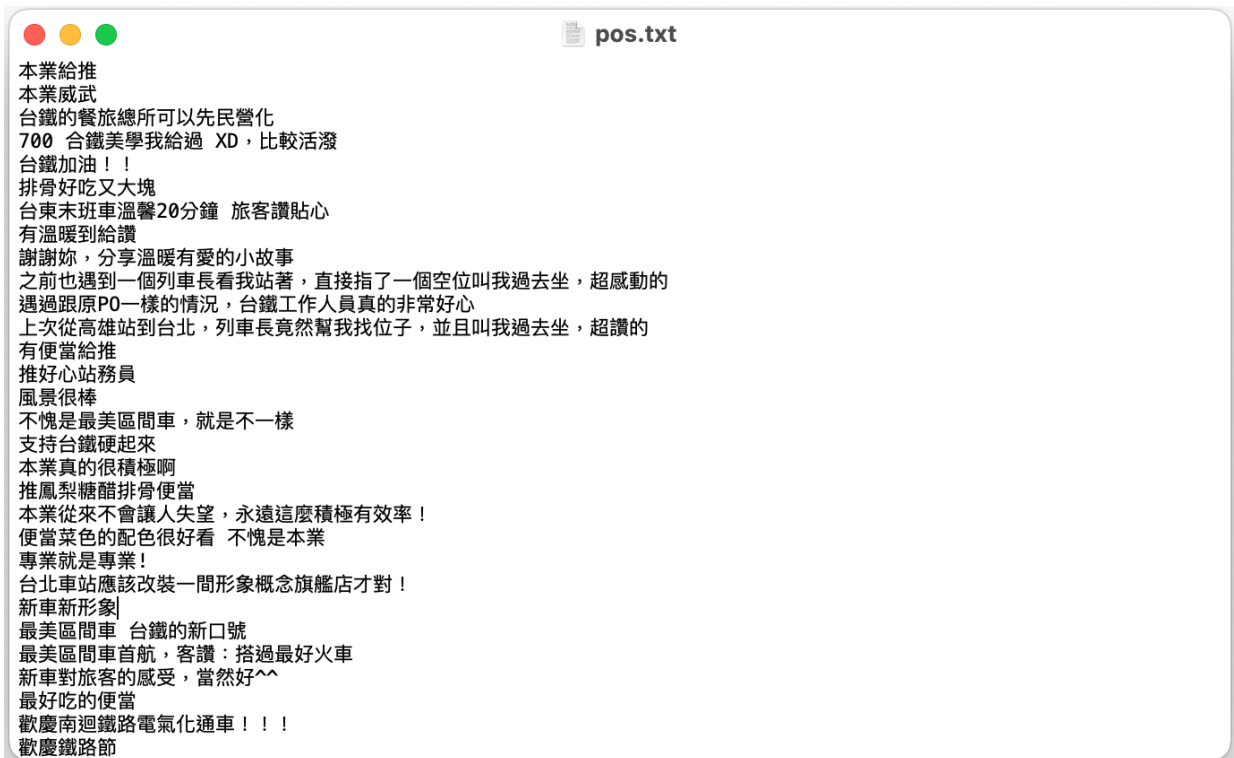 pos.txt
本業給推
本業威武
台鐵的餐旅總所可以先民營化
700 合鐵美學我給過 XD，比較活潑
台鐵加油！！
排骨好吃又大塊
台東末班車溫馨20分鐘 旅客讚貼心
有溫暖到給讚
謝謝妳，分享溫暖有愛的小故事
之前也遇到一個列車長看我站著，直接指了一個空位叫我過去坐，超感動的
遇過跟原PO一樣的情況，台鐵工作人員真的非常好心
上次從高雄站到台北，列車長竟然幫我找位子，並且叫我過去坐，超讚的
有便當給推
推好心站務員
風景很棒
不愧是最美區間車，就是不一樣
支持台鐵硬起來
本業真的很積極啊
推鳳梨糖醋排骨便當
本業從來不會讓人失望，永遠這麼積極有效率！
便當菜色的配色很好看 不愧是本業
專業就是專業!
台北車站應該改裝一間形象概念旗艦店才對！
新車新形象
最美區間車 台鐵的新口號
最美區間車首航，客讚：搭過最好火車
新車對旅客的感受，當然好^^
最好吃的便當
歡慶南迴鐵路電氣化通車！！！
歡慶鐵路節